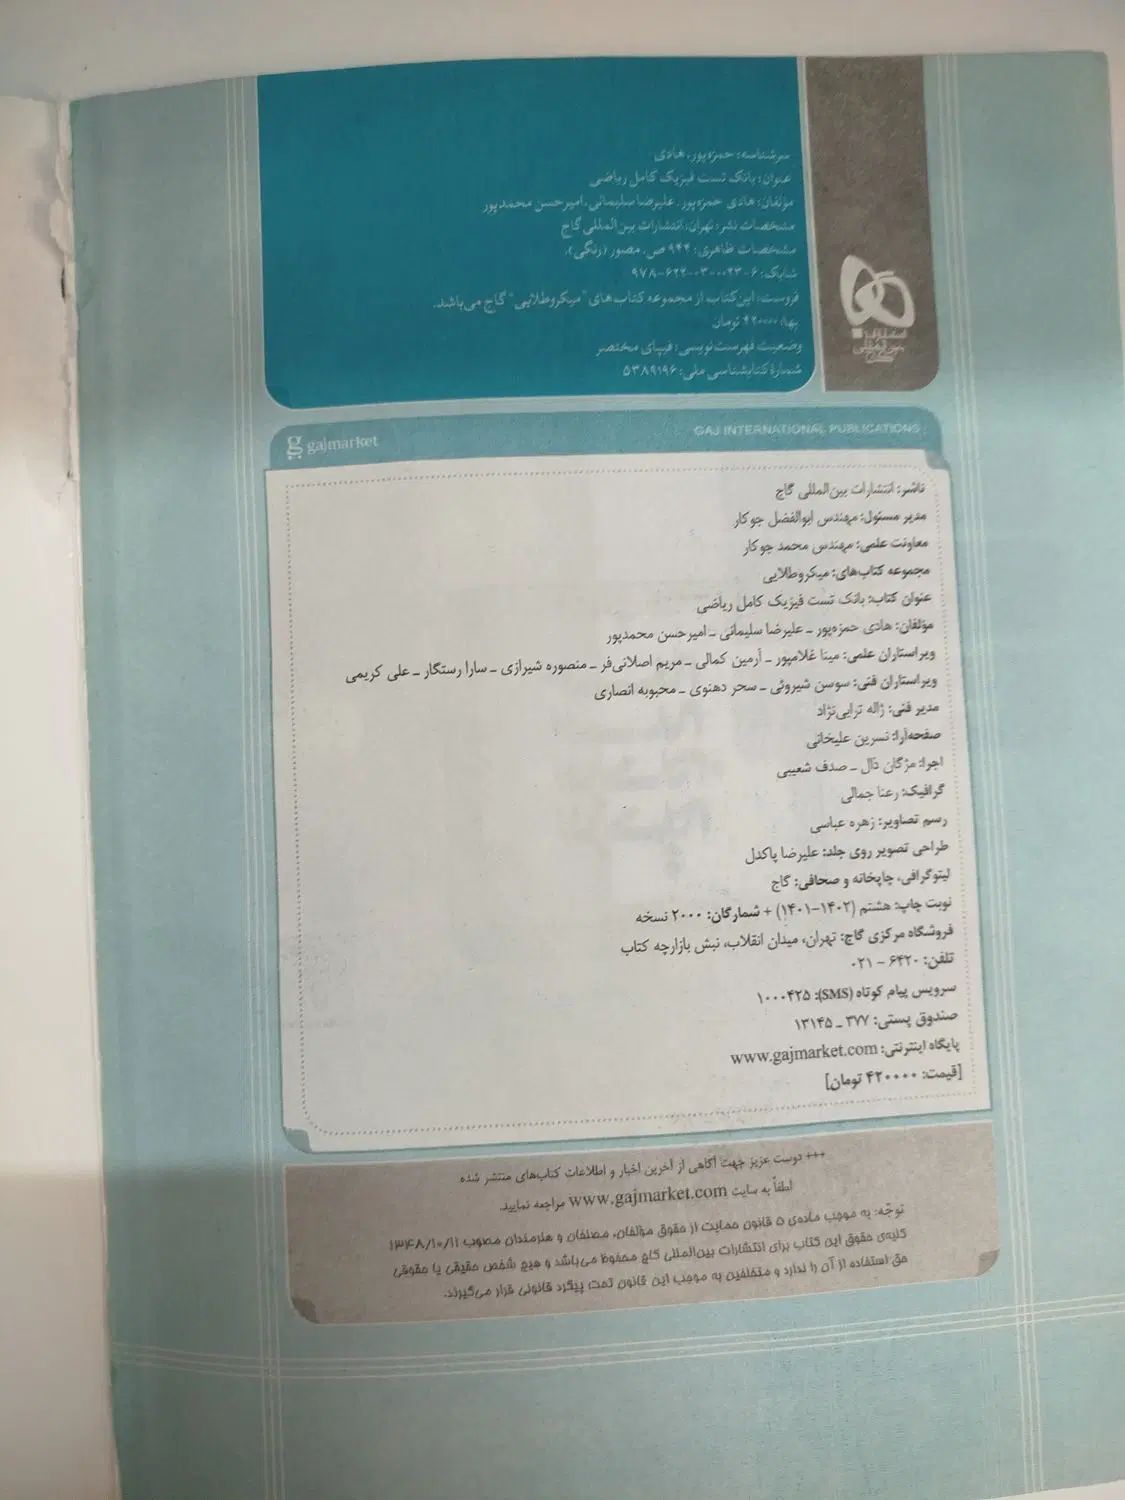 سرشناسه: حمزه‌پور، هادی
عنوان: بانک تست فیزیک کامل ریاضی
مؤلفان: هادی حمزه‌پور، علیرضا سلیمانی، امیرحسن محمدپور
مشخصات نشر: تهران: انتشارات بین‌المللی گاج
مشخصات ظاهری: ۹۴۴ ص. مصور (رنگی).
شابک: ۶-۰۰۲۳-۰۳-۶۲۲-۹۷۸
فروست: این کتاب از مجموعه کتاب‌های "میکروطلایی" گاج می‌باشد.
بها: ۴۲۰۰۰۰ تومان
وضعیت فهرست‌نویسی: فیپای مختصر
شمارهٔ کتابشناسی ملی: ۵۳۸۹۱۹۶
انتشارات
بین‌المللی
گاج
gajmarket
GAJ INTERNATIONAL PUBLICATIONS
ناشر: انتشارات بین‌المللی گاج
مدیر مسئول: مهندس ابوالفضل جوکار
معاونت علمی: مهندس محمد جوکار
مجموعه کتاب‌های: میکروطلایی
عنوان کتاب: بانک تست فیزیک کامل ریاضی
مؤلفان: هادی حمزه‌پور ـ علیرضا سلیمانی ـ امیرحسن محمدپور
ویراستاران علمی: مینا غلامپور ـ آرمین کمالی ـ مریم اصلانی‌فر ـ منصوره شیرازی ـ سارا رستگار ـ علی کریمی
ویراستاران فنی: سوسن شیروئی ـ سحر دهنوی ـ محبوبه انصاری
مدیر فنی: ژاله ترابی‌نژاد
صفحه‌آرا: نسرین علیخانی
اجرا: مژگان دّال ـ صدف شعیبی
گرافیک: رعنا جمالی
رسم تصاویر: زهره عباسی
طراحی تصویر روی جلد: علیرضا پاکدل
لیتوگرافی، چاپخانه و صحافی: گاج
نوبت چاپ: هشتم (۱۴۰۲-۱۴۰۱) + شمارگان: ۲۰۰۰ نسخه
فروشگاه مرکزی گاج: تهران، میدان انقلاب، نبش بازارچه کتاب
تلفن: ۶۴۲۰ - ۰۲۱
سرویس پیام کوتاه (SMS): ۱۰۰۰۴۲۵
صندوق پستی: ۳۷۷ ـ ۱۳۱۴۵
پایگاه اینترنتی: www.gajmarket.com
[قیمت: ۴۲۰۰۰۰ تومان]
+++ دوست عزیز جهت آگاهی از آخرین اخبار و اطلاعات کتاب‌های منتشر شده
لطفاً به سایت www.gajmarket.com مراجعه نمایید.
توجّه: به موجب ماده‌ی ۵ قانون حمایت از حقوق مؤلفان، مصنفان و هنرمندان مصوب ۱۳۴۸/۱۰/۱۱
کلیه‌ی حقوق این کتاب برای انتشارات بین‌المللی گاج محفوظ می‌باشد و هیچ شخص حقیقی یا حقوقی
حق استفاده از آن را ندارد و متخلفین به موجب این قانون تحت پیگرد قانونی قرار می‌گیرند.